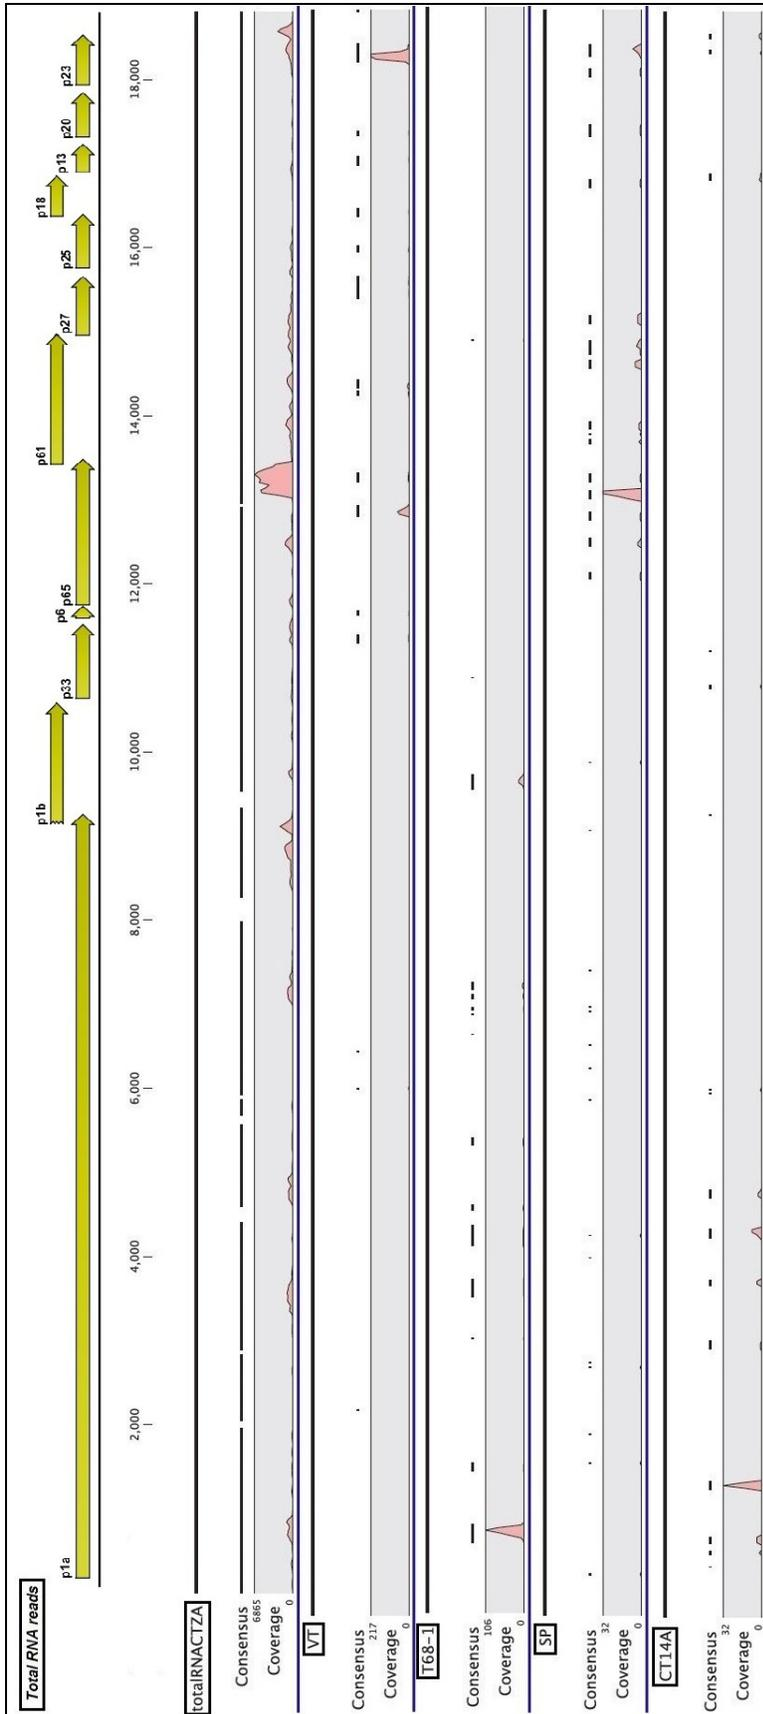 Total RNA reads
p1a
p1b
p33
p6
p65
p61
p27
p25
p18
p13
p20
p23
2,000
4,000
6,000
8,000
10,000
12,000
14,000
16,000
18,000
totalRNACTZA
Consensus
6865
Coverage
0
VT
Consensus
217
Coverage
0
T68-1
Consensus
106
Coverage
0
SP
Consensus
32
Coverage
0
CT14A
Consensus
32
Coverage
0